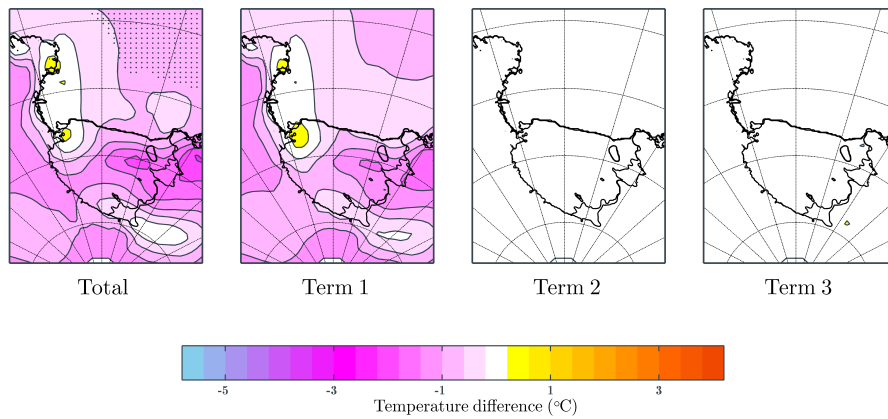 Total Term 1 Term 2 Term 3
-5 -3 -1 1 3
Temperature difference (°C)